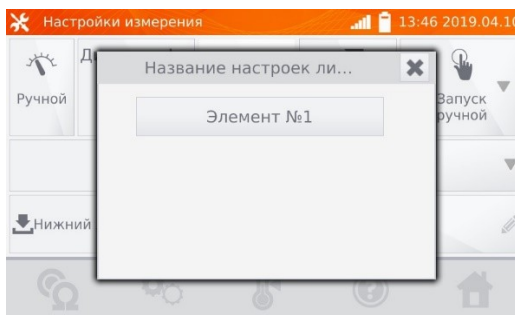 Настройки измерения
13:46 2019.04.10
Название настроек ли...
Ручной
Запуск
ручной
Элемент №1
Нижний